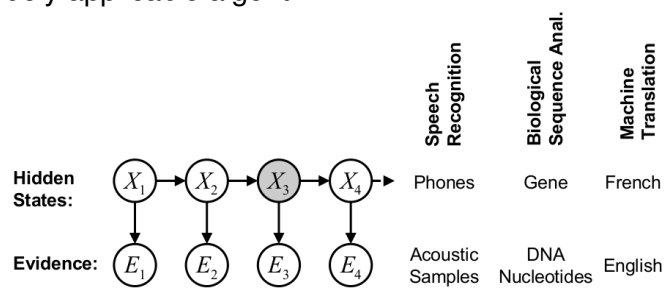 Speech
Recognition
Biological
Sequence Anal.
Machine
Translation
Hidden
States:
X1 X2 X3 X4 Phones Gene French
Evidence: E1 E2 E3 E4 Acoustic
Samples DNA
Nucleotides English